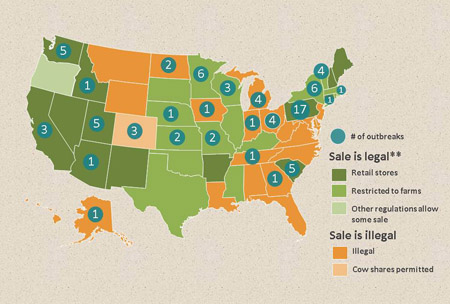 5
2
6
4
1
3
4
6
1
1
1
1
17
3
5
3
2
2
1
4
# of outbreaks
1
1
1
5
Sale is legal**
Retail stores
Restricted to farms
Other regulations allow
some sale
1
Sale is illegal
Illegal
Cow shares permitted